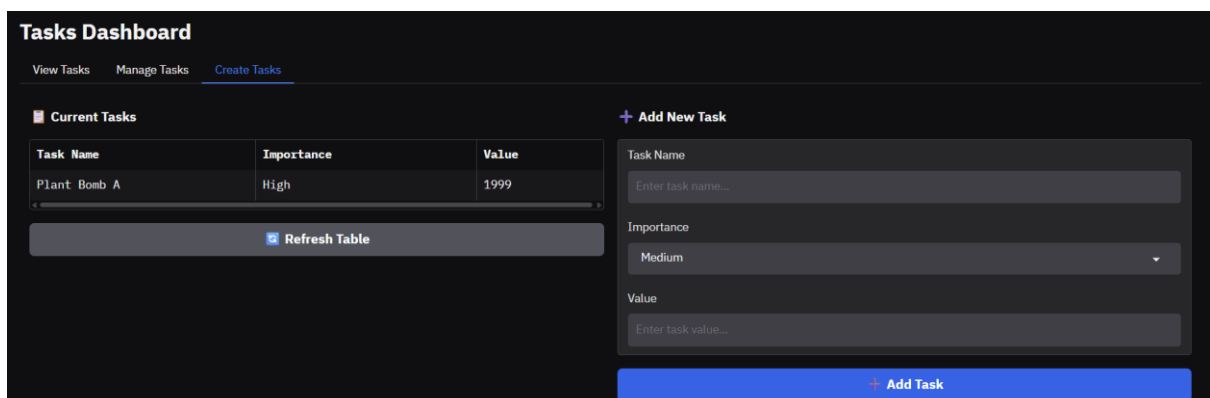 Tasks Dashboard
View Tasks Manage Tasks Create Tasks
Current Tasks
Task Name Importance Value
Plant Bomb A High 1999
Refresh Table
Add New Task
Task Name
Enter task name...
Importance
Medium
Value
Enter task value...
Add Task